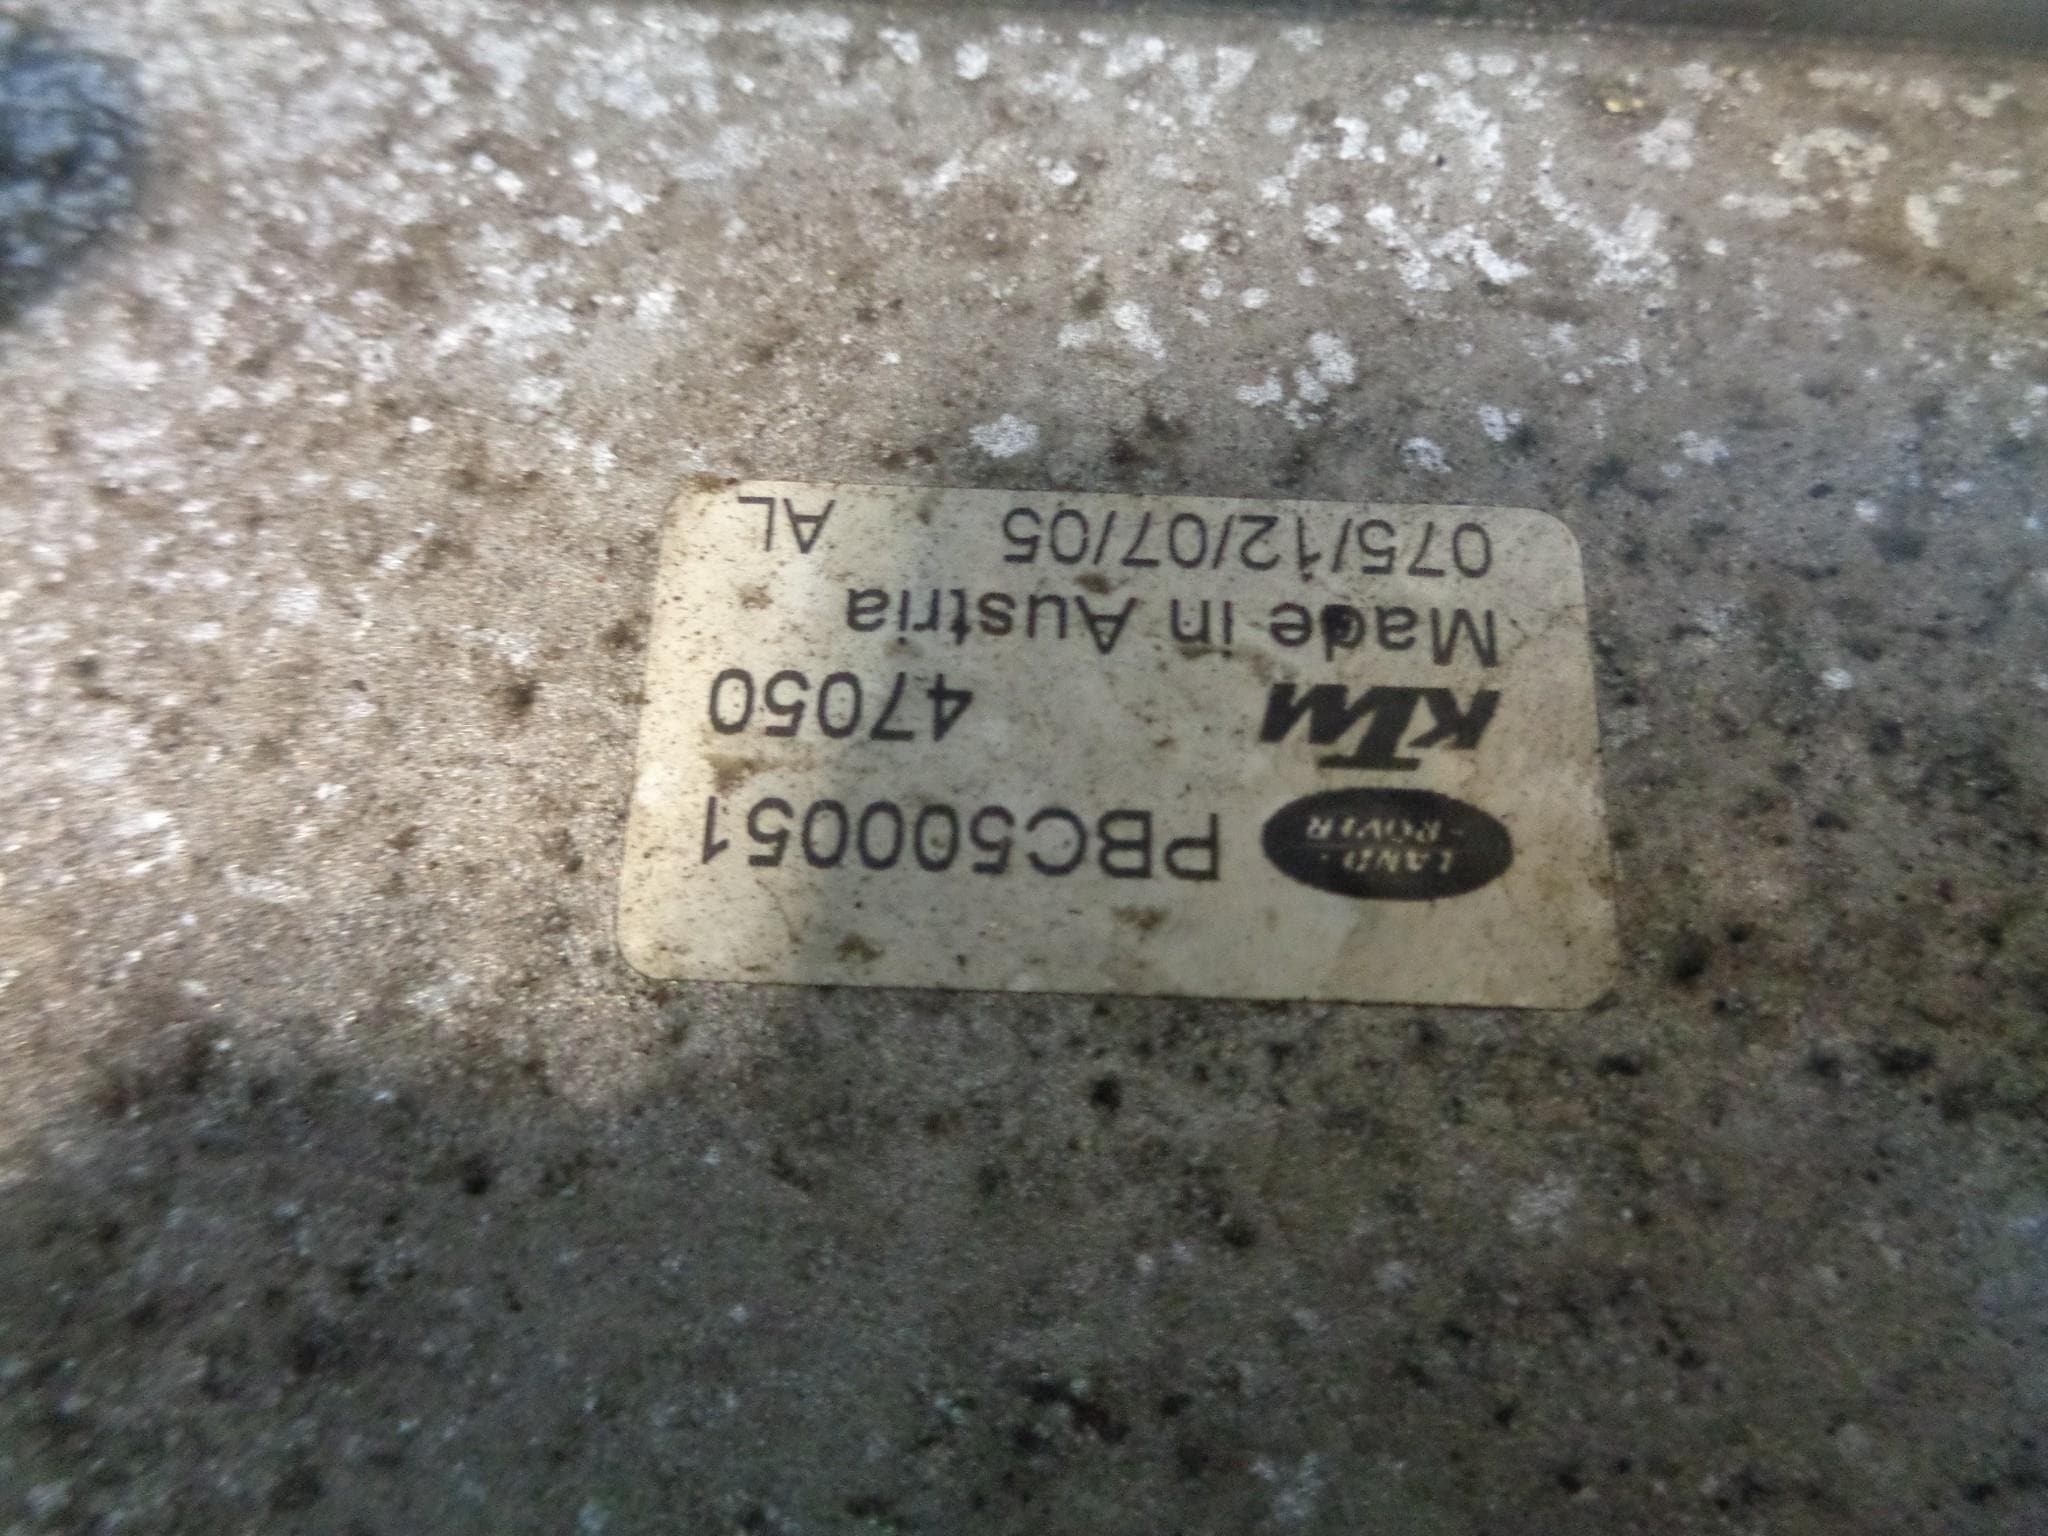 LAND - ROVER PBC500051
KTM 47050
Made in Austria
075/12/07/05 AL